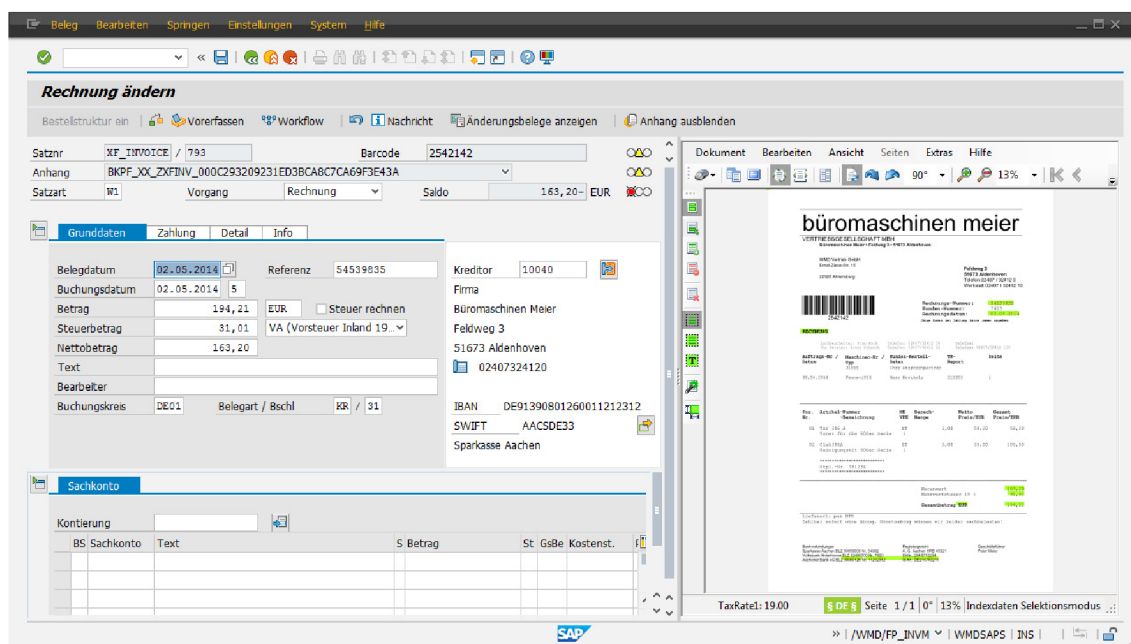 Beleg Bearbeiten Springen Einstellungen System Hilfe
Rechnung ändern
Bestellstruktur ein Vorerfassen Workflow Nachricht Änderungsbelege anzeigen Anhang ausblenden
Satznr XF_INVOICE / 793 Barcode 2542142
Anhang BKPF_XX_ZXFINV_000C293209231ED3BCA8C7CA69F3E43A
Satzart W1 Vorgang Rechnung Saldo 163,20- EUR
Grunddaten Zahlung Detail Info
Belegdatum 02.05.2014 Referenz 54539835
Buchungsdatum 02.05.2014 5
Betrag 194,21 EUR Steuer rechnen
Steuerbetrag 31,01 VA (Vorsteuer Inland 19...
Nettobetrag 163,20
Text
Bearbeiter
Buchungskreis DE01 Belegart / Bschl KR / 31
Kreditor 10040
Firma
Büromaschinen Meier
Feldweg 3
51673 Aldenhoven
02407324120
IBAN DE91390801260011212312
SWIFT AACSDE33
Sparkasse Aachen
Sachkonto
Kontierung
BS Sachkonto Text S Betrag St GsBe Kostenst.
Dokument Bearbeiten Ansicht Seiten Extras Hilfe
90° 13%
büromaschinen meier
VERTRIEBSGESELLSCHAFT MBH
2542142
RECHNUNG
TaxRate1: 19.00 § DE § Seite 1/1 0° 13% Indexdaten Selektionsmodus
SAP
» /WMD/FP_INVM WMDSAPS INS